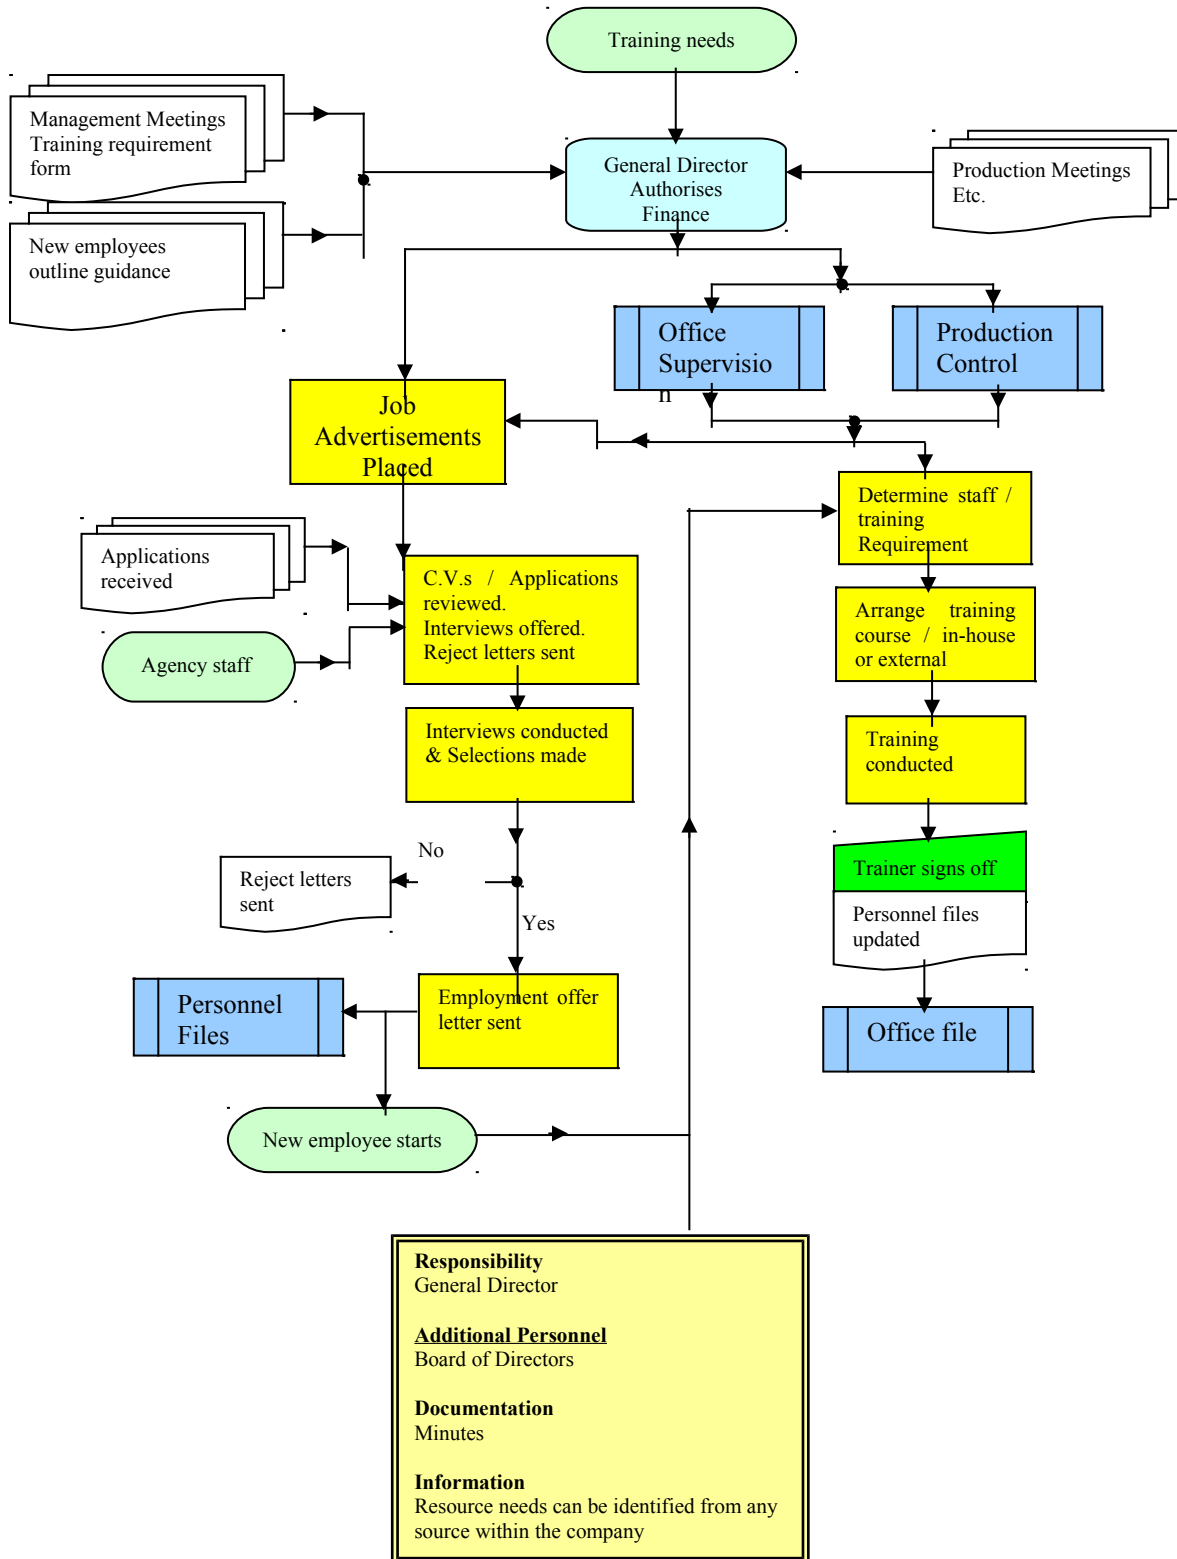 Training needs
Management Meetings
Training requirement
form
General Director
Authorises
Finance
Production Meetings
Etc.
New employees
outline guidance
Office
Supervisio
n
Production
Control
Job
Advertisements
Placed
Determine staff /
training
Requirement
Applications
received
C.V.s / Applications
reviewed.
Interviews offered.
Reject letters sent
Arrange training
course / in-house
or external
Agency staff
Interviews conducted
& Selections made
Training
conducted
No
Reject letters
sent
Yes
Trainer signs off
Personnel files
updated
Personnel
Files
Employment offer
letter sent
Office file
New employee starts
Responsibility
General Director
Additional Personnel
Board of Directors
Documentation
Minutes
Information
Resource needs can be identified from any
source within the company